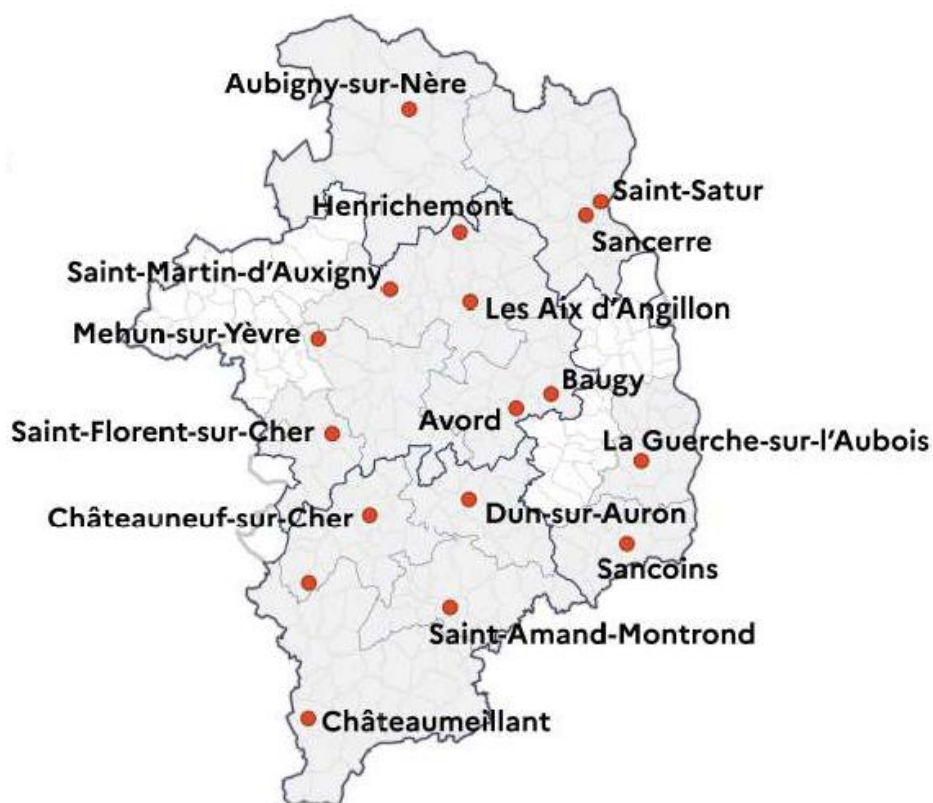 Aubigny-sur-Nère
Saint-Satur
Henrichemont
Sancerre
Saint-Martin-d'Auxigny
Les Aix d'Angillon
Mehun-sur-Yèvre
Baugy
Avord
Saint-Florent-sur-Cher
La Guerche-sur-l'Aubois
Châteauneuf-sur-Cher
Dun-sur-Auron
Sancoins
Saint-Amand-Montrond
Châteaumeillant